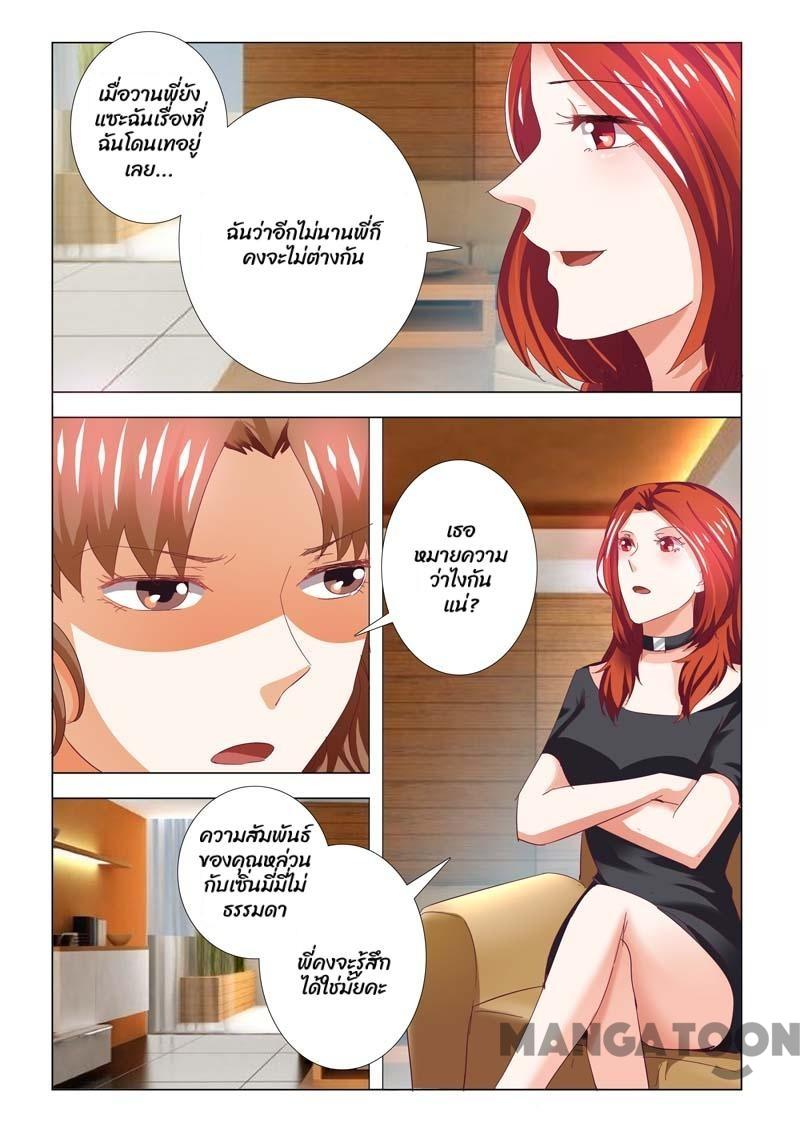 เมื่อวานพี่ยัง
แซะฉันเรื่องที่
ฉันโดนเทอยู่
เลย...
ฉันว่าอีกไม่นานพี่ก็
คงจะไม่ต่างกัน
เธอ
หมายความ
ว่าไงกัน
แน่?
ความสัมพันธ์
ของคุณหล่วน
กับเซิ่นมี่มีไม่
ธรรมดา
พี่คงจะรู้สึก
ได้ใช่มั้ยคะ
MANGATOON